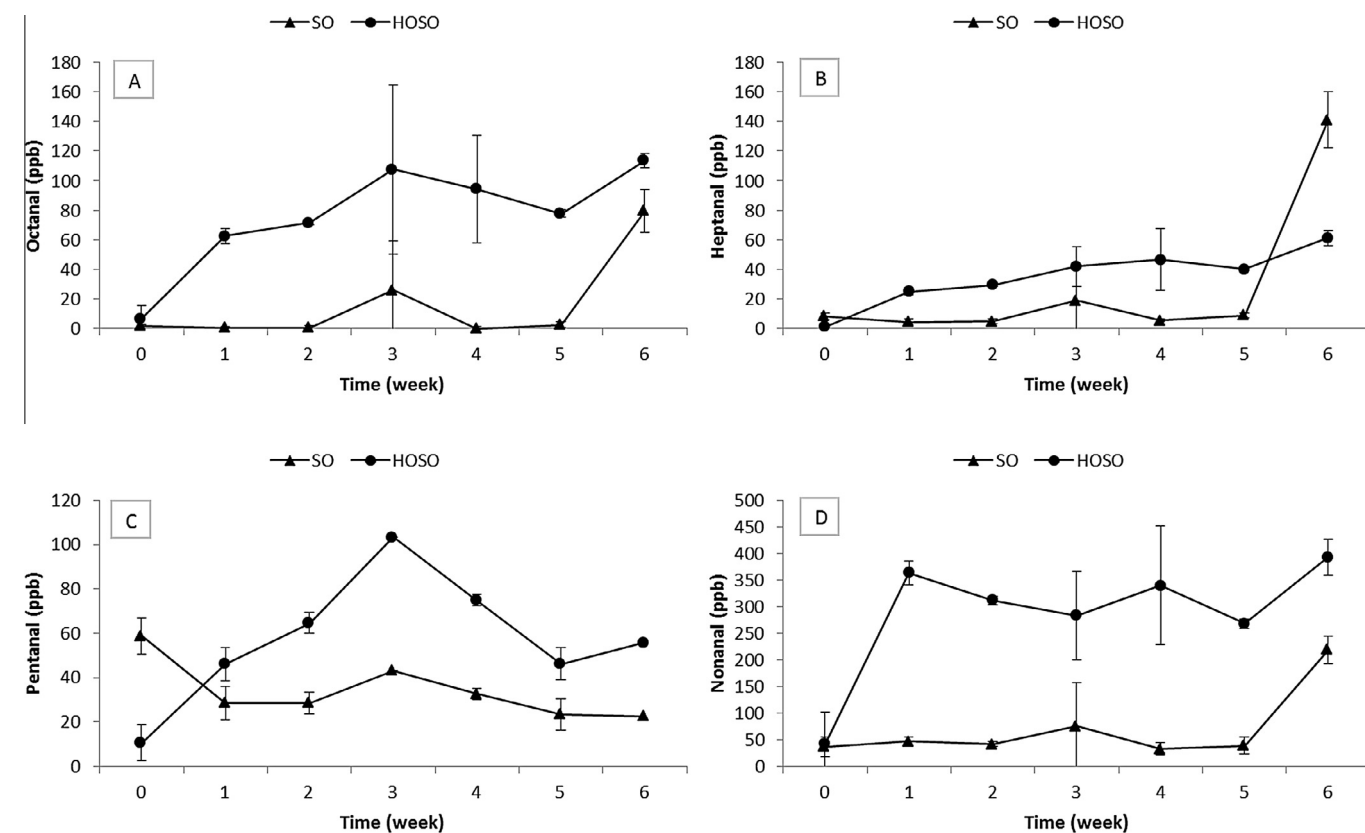 SO HOSO
A
Octanal (ppb)
180
160
140
120
100
80
60
40
20
0
0 1 2 3 4 5 6
Time (week)
SO HOSO
B
Heptanal (ppb)
180
160
140
120
100
80
60
40
20
0
0 1 2 3 4 5 6
Time (week)
SO HOSO
C
Pentanal (ppb)
120
100
80
60
40
20
0
0 1 2 3 4 5 6
Time (week)
SO HOSO
D
Nonanal (ppb)
500
450
400
350
300
250
200
150
100
50
0
0 1 2 3 4 5 6
Time (week)